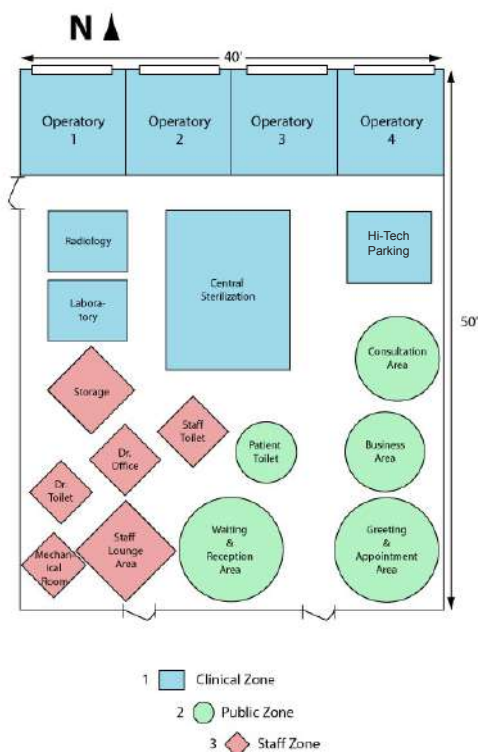 N
40'
Operatory
1
Operatory
2
Operatory
3
Operatory
4
Radiology
Central
Sterilization
Hi-Tech
Parking
Labora-
tory
50'
Consultation
Area
Storage
Staff
Toilet
Dr.
Office
Patient
Toilet
Business
Area
Dr.
Toilet
Mechan-
ical
Room
Staff
Lounge
Area
Waiting
&
Reception
Area
Greeting
&
Appointment
Area
1 Clinical Zone
2 Public Zone
3 Staff Zone